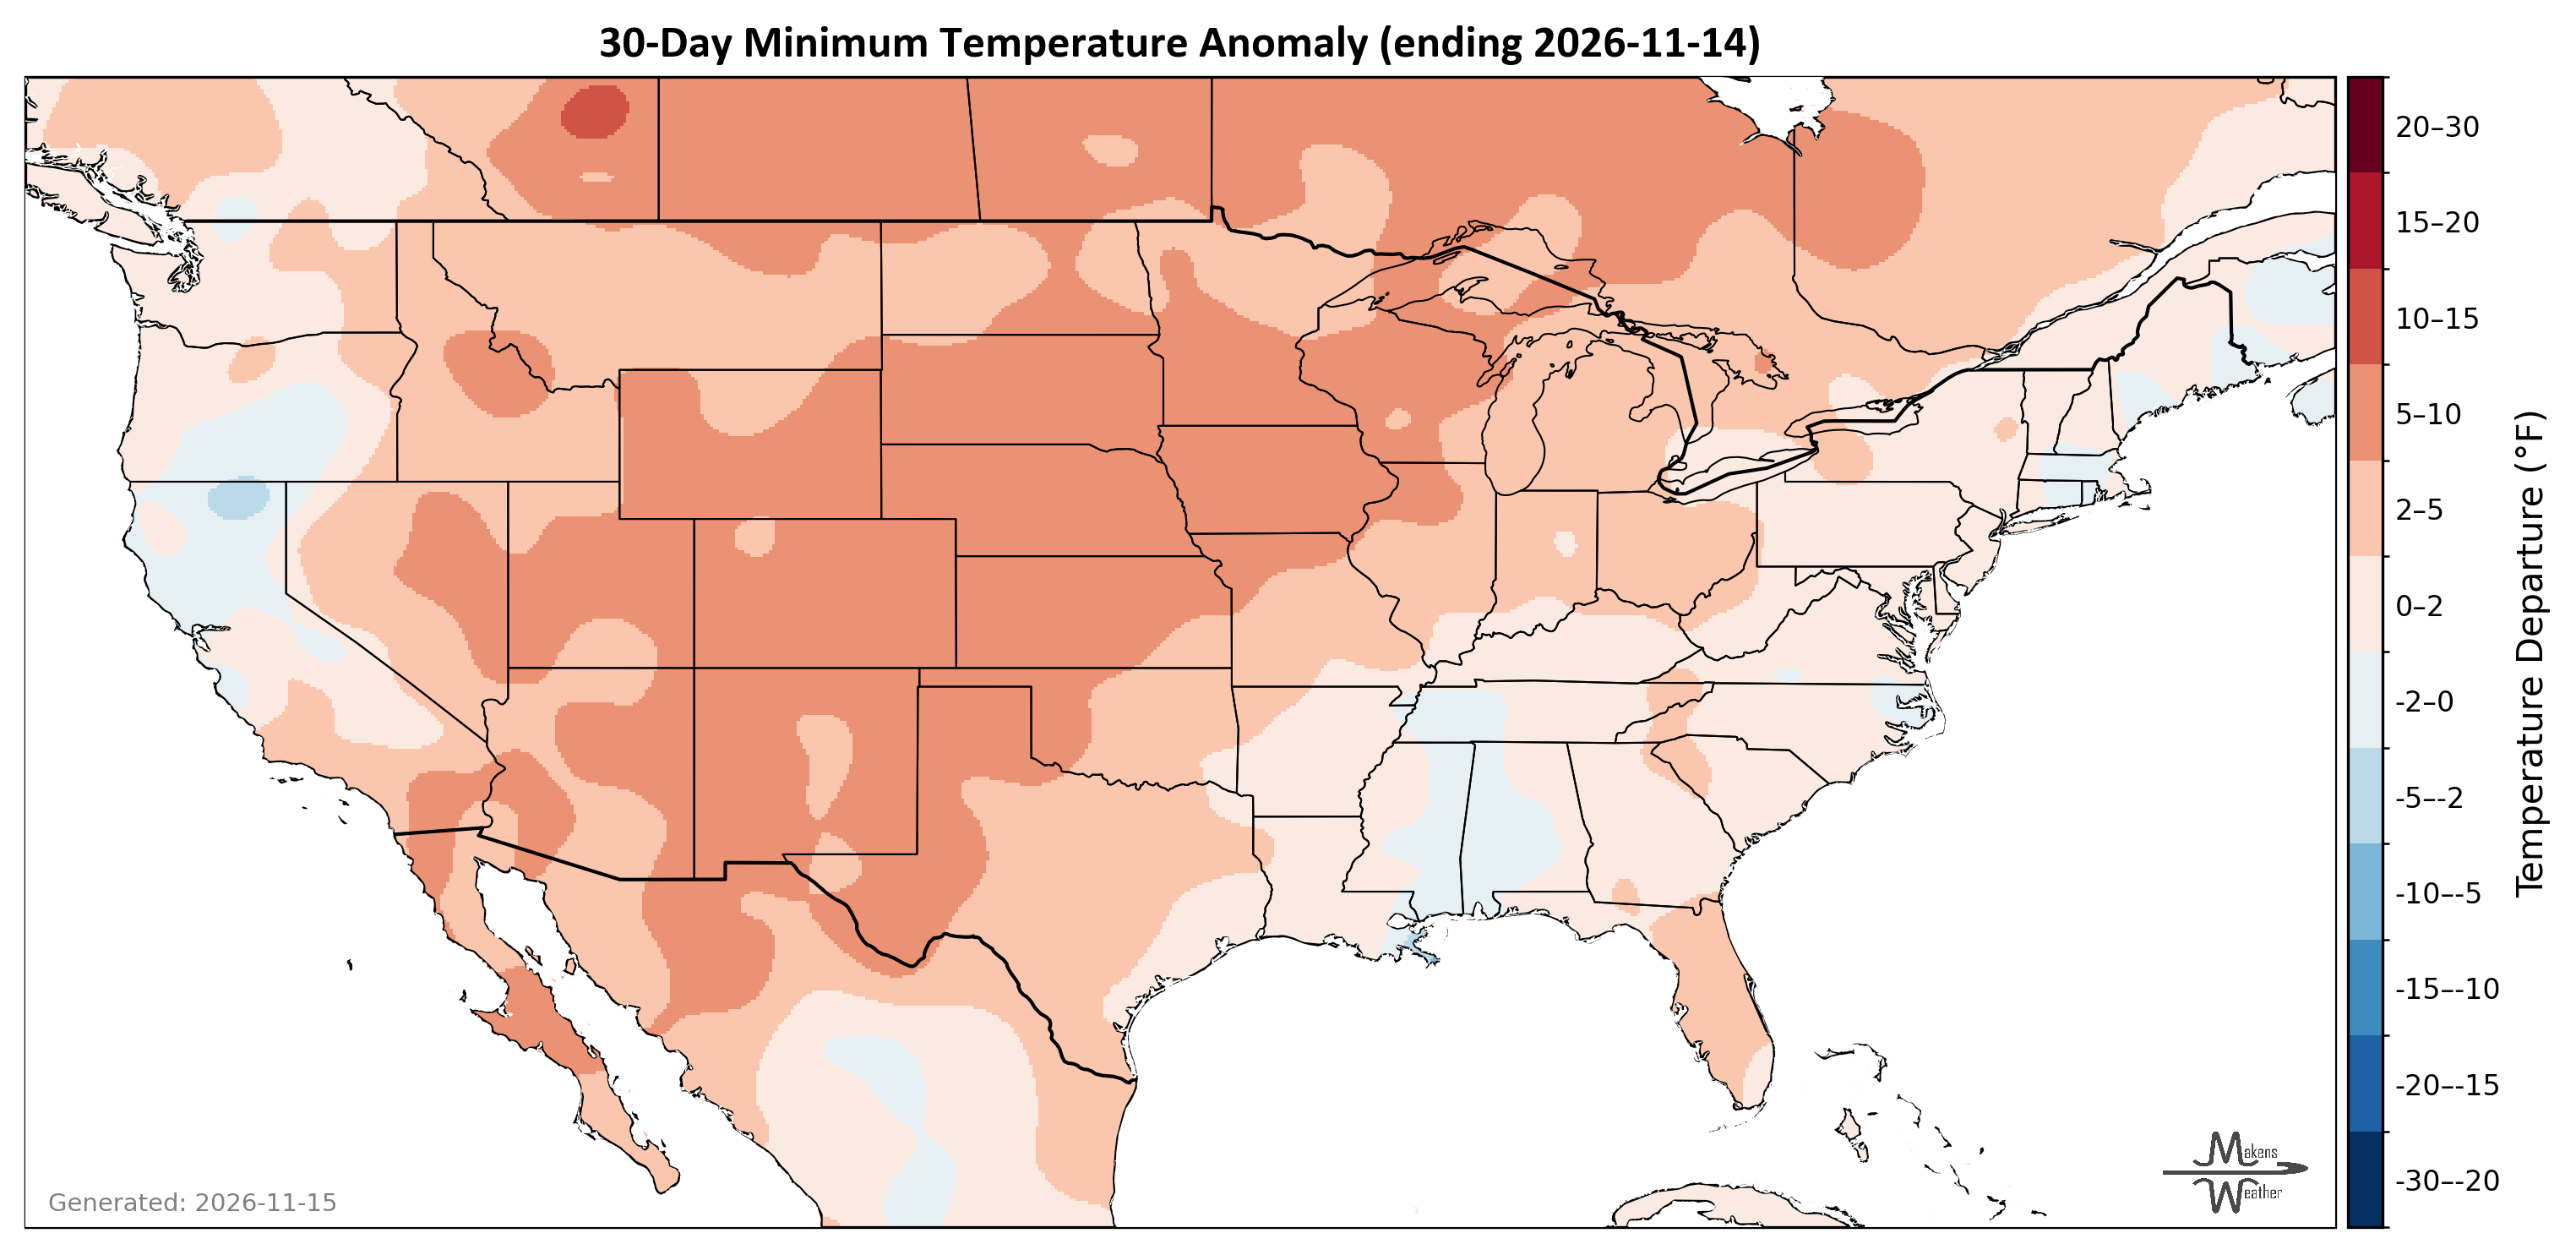 30-Day Minimum Temperature Anomaly (ending 2026-11-14)
20–30
15–20
10–15
5–10
2–5
0–2
-2–0
-5–-2
-10–-5
-15–-10
-20–-15
-30–-20
Temperature Departure (°F)
Makens
Weather
Generated: 2026-11-15